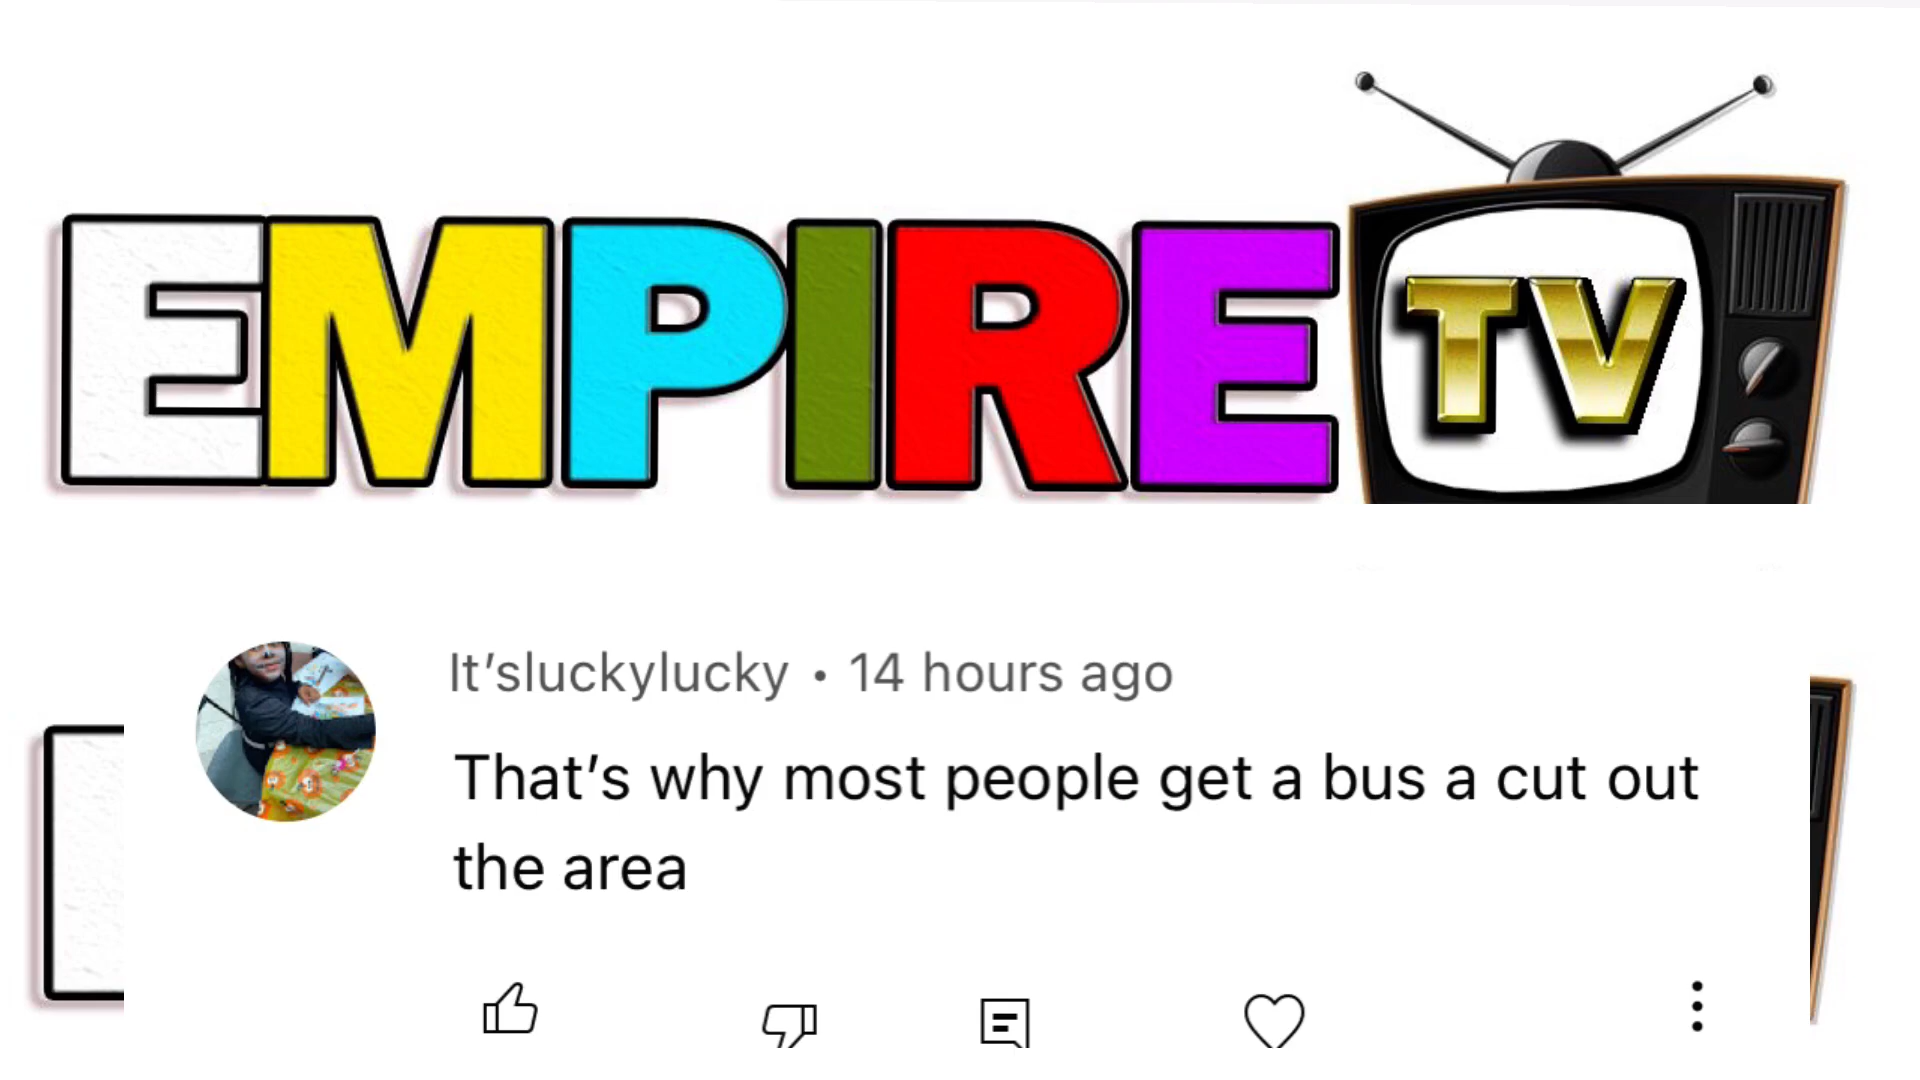 EMPIRE TV
It’sluckylucky • 14 hours ago
That’s why most people get a bus a cut out
the area